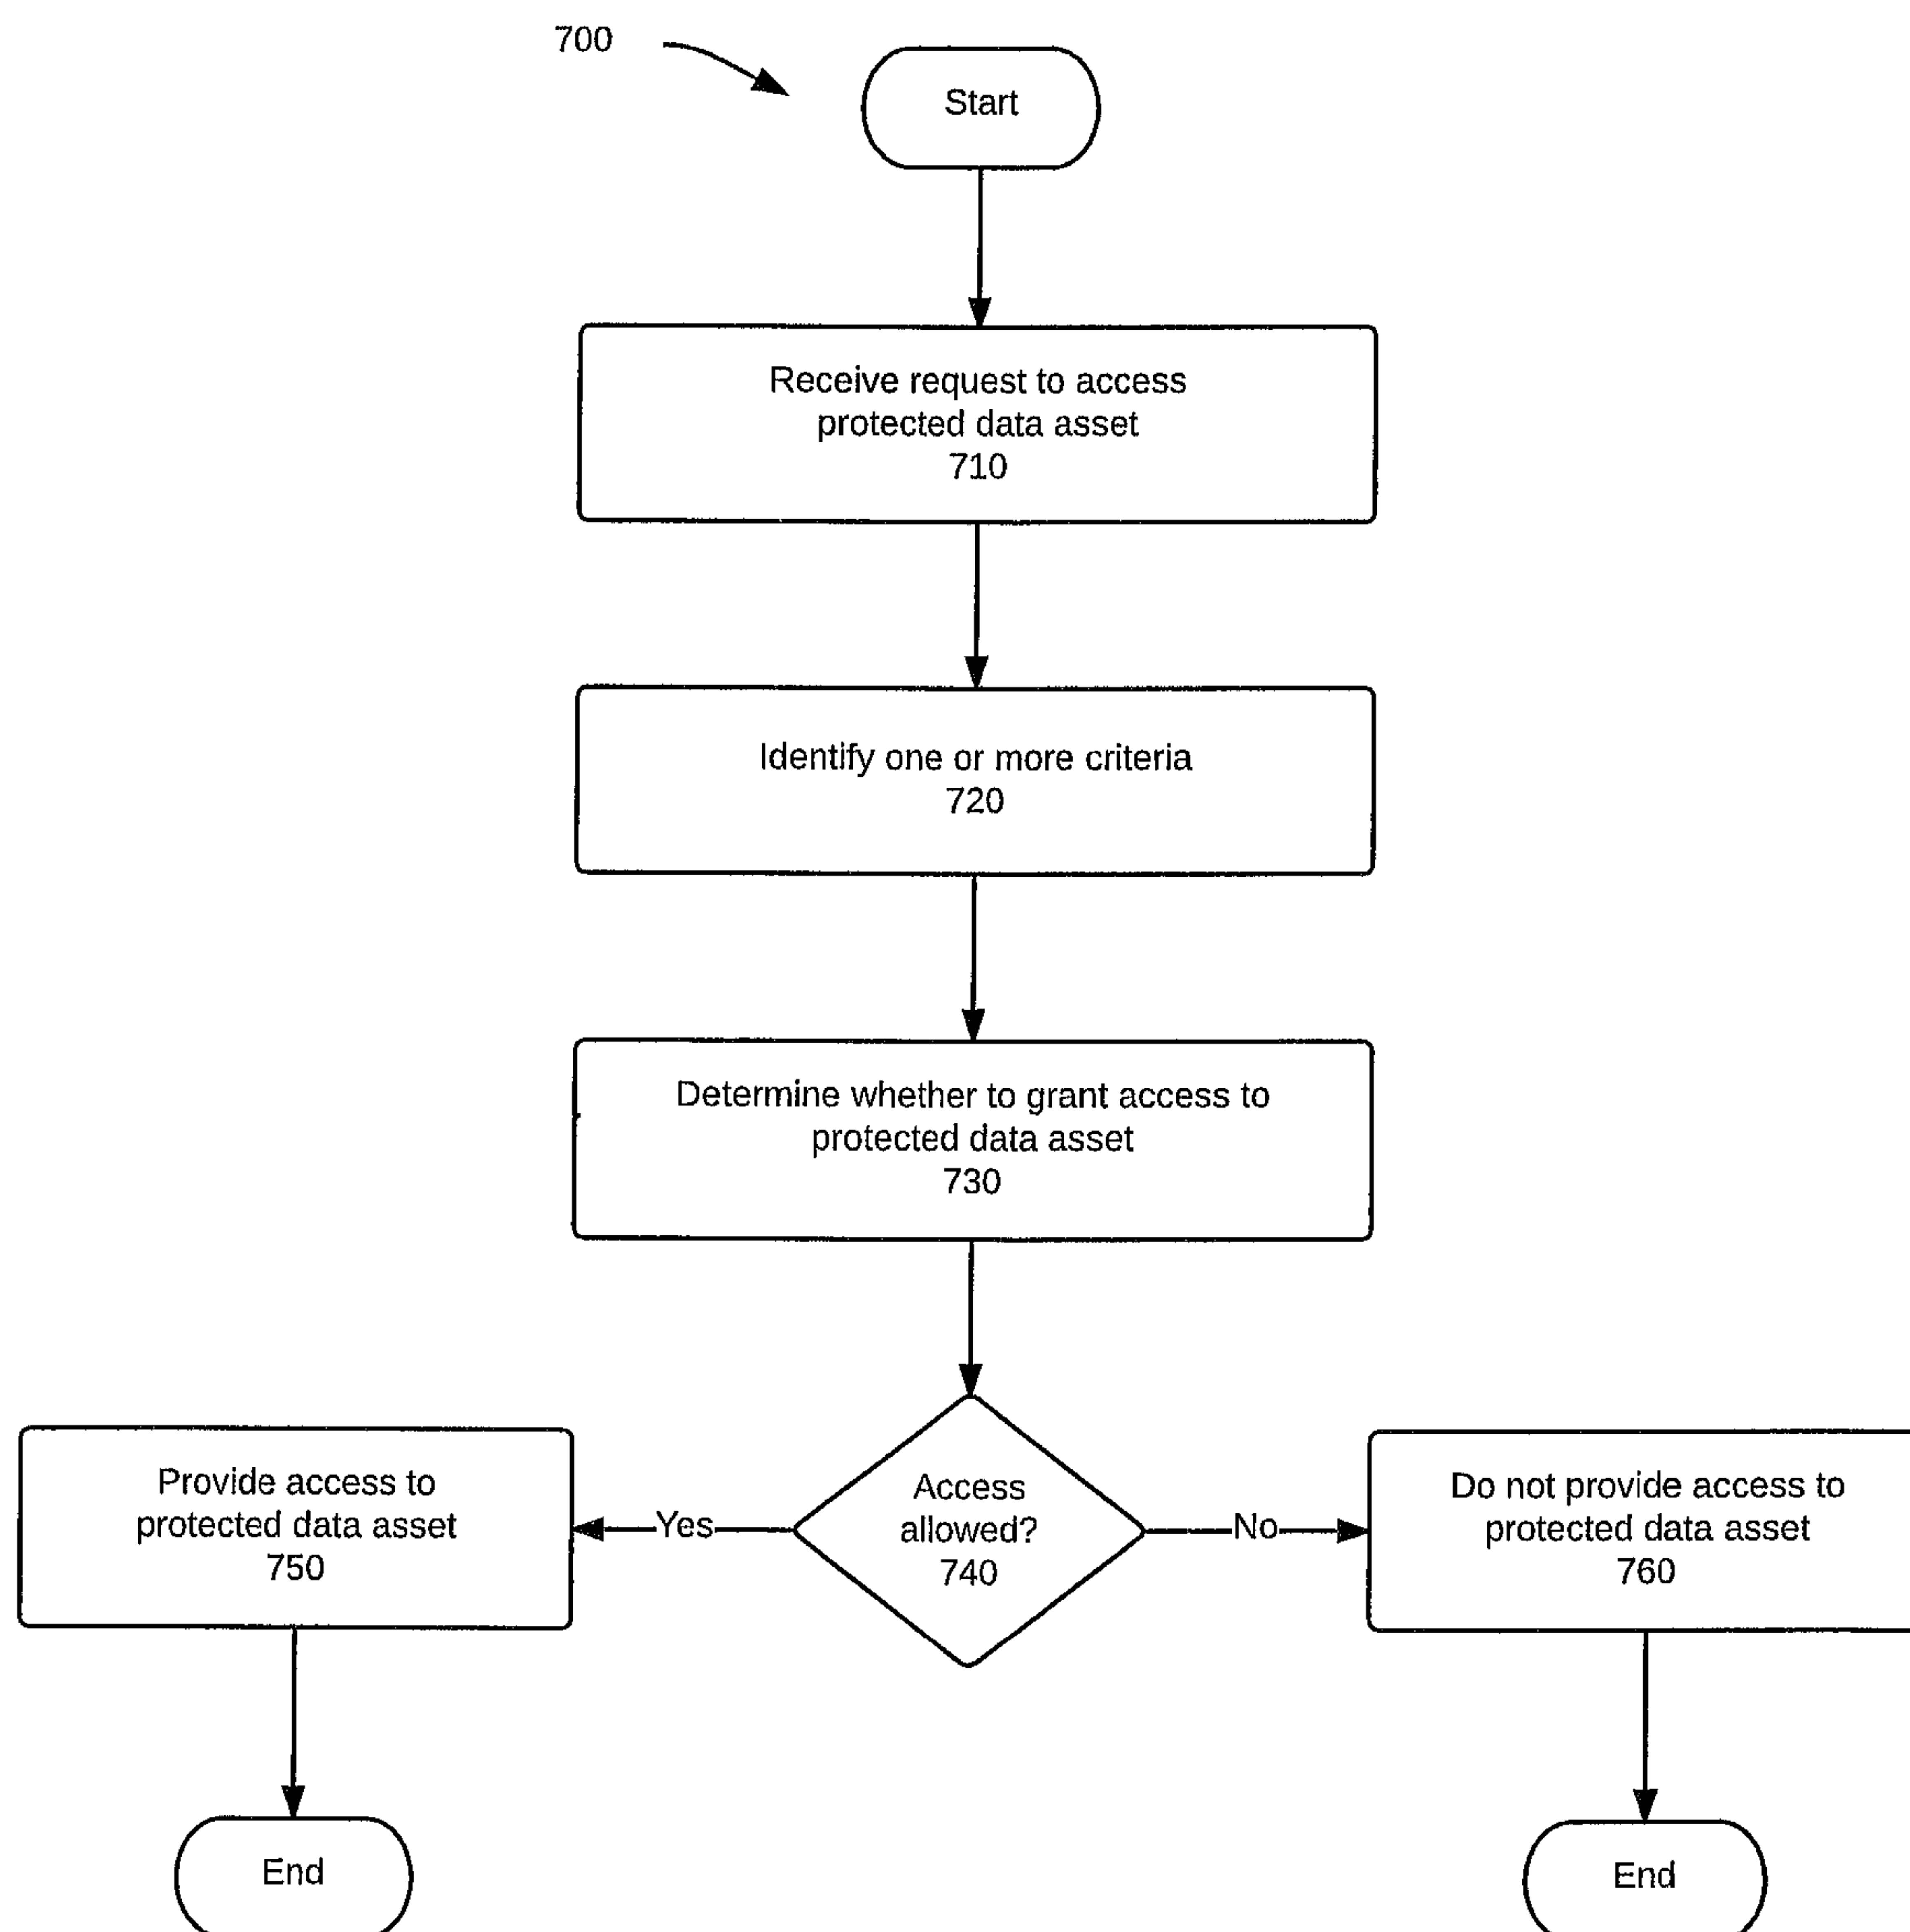 700
Start
Receive request to access
protected data asset
710
Identify one or more criteria
720
Determine whether to grant access to
protected data asset
730
Access
allowed?
740
Yes
No
Provide access to
protected data asset
750
Do not provide access to
protected data asset
760
End
End